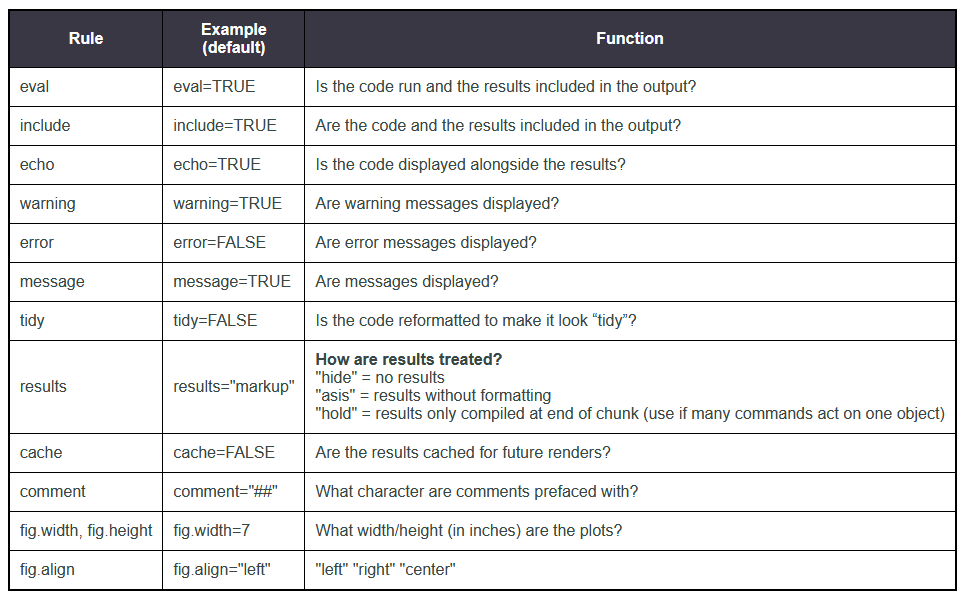 Rule Example (default) Function
eval eval=TRUE Is the code run and the results included in the output?
include include=TRUE Are the code and the results included in the output?
echo echo=TRUE Is the code displayed alongside the results?
warning warning=TRUE Are warning messages displayed?
error error=FALSE Are error messages displayed?
message message=TRUE Are messages displayed?
tidy tidy=FALSE Is the code reformatted to make it look “tidy”?
results results="markup" How are results treated?
"hide" = no results
"asis" = results without formatting
"hold" = results only compiled at end of chunk (use if many commands act on one object)
cache cache=FALSE Are the results cached for future renders?
comment comment="##" What character are comments prefaced with?
fig.width, fig.height fig.width=7 What width/height (in inches) are the plots?
fig.align fig.align="left" "left" "right" "center"